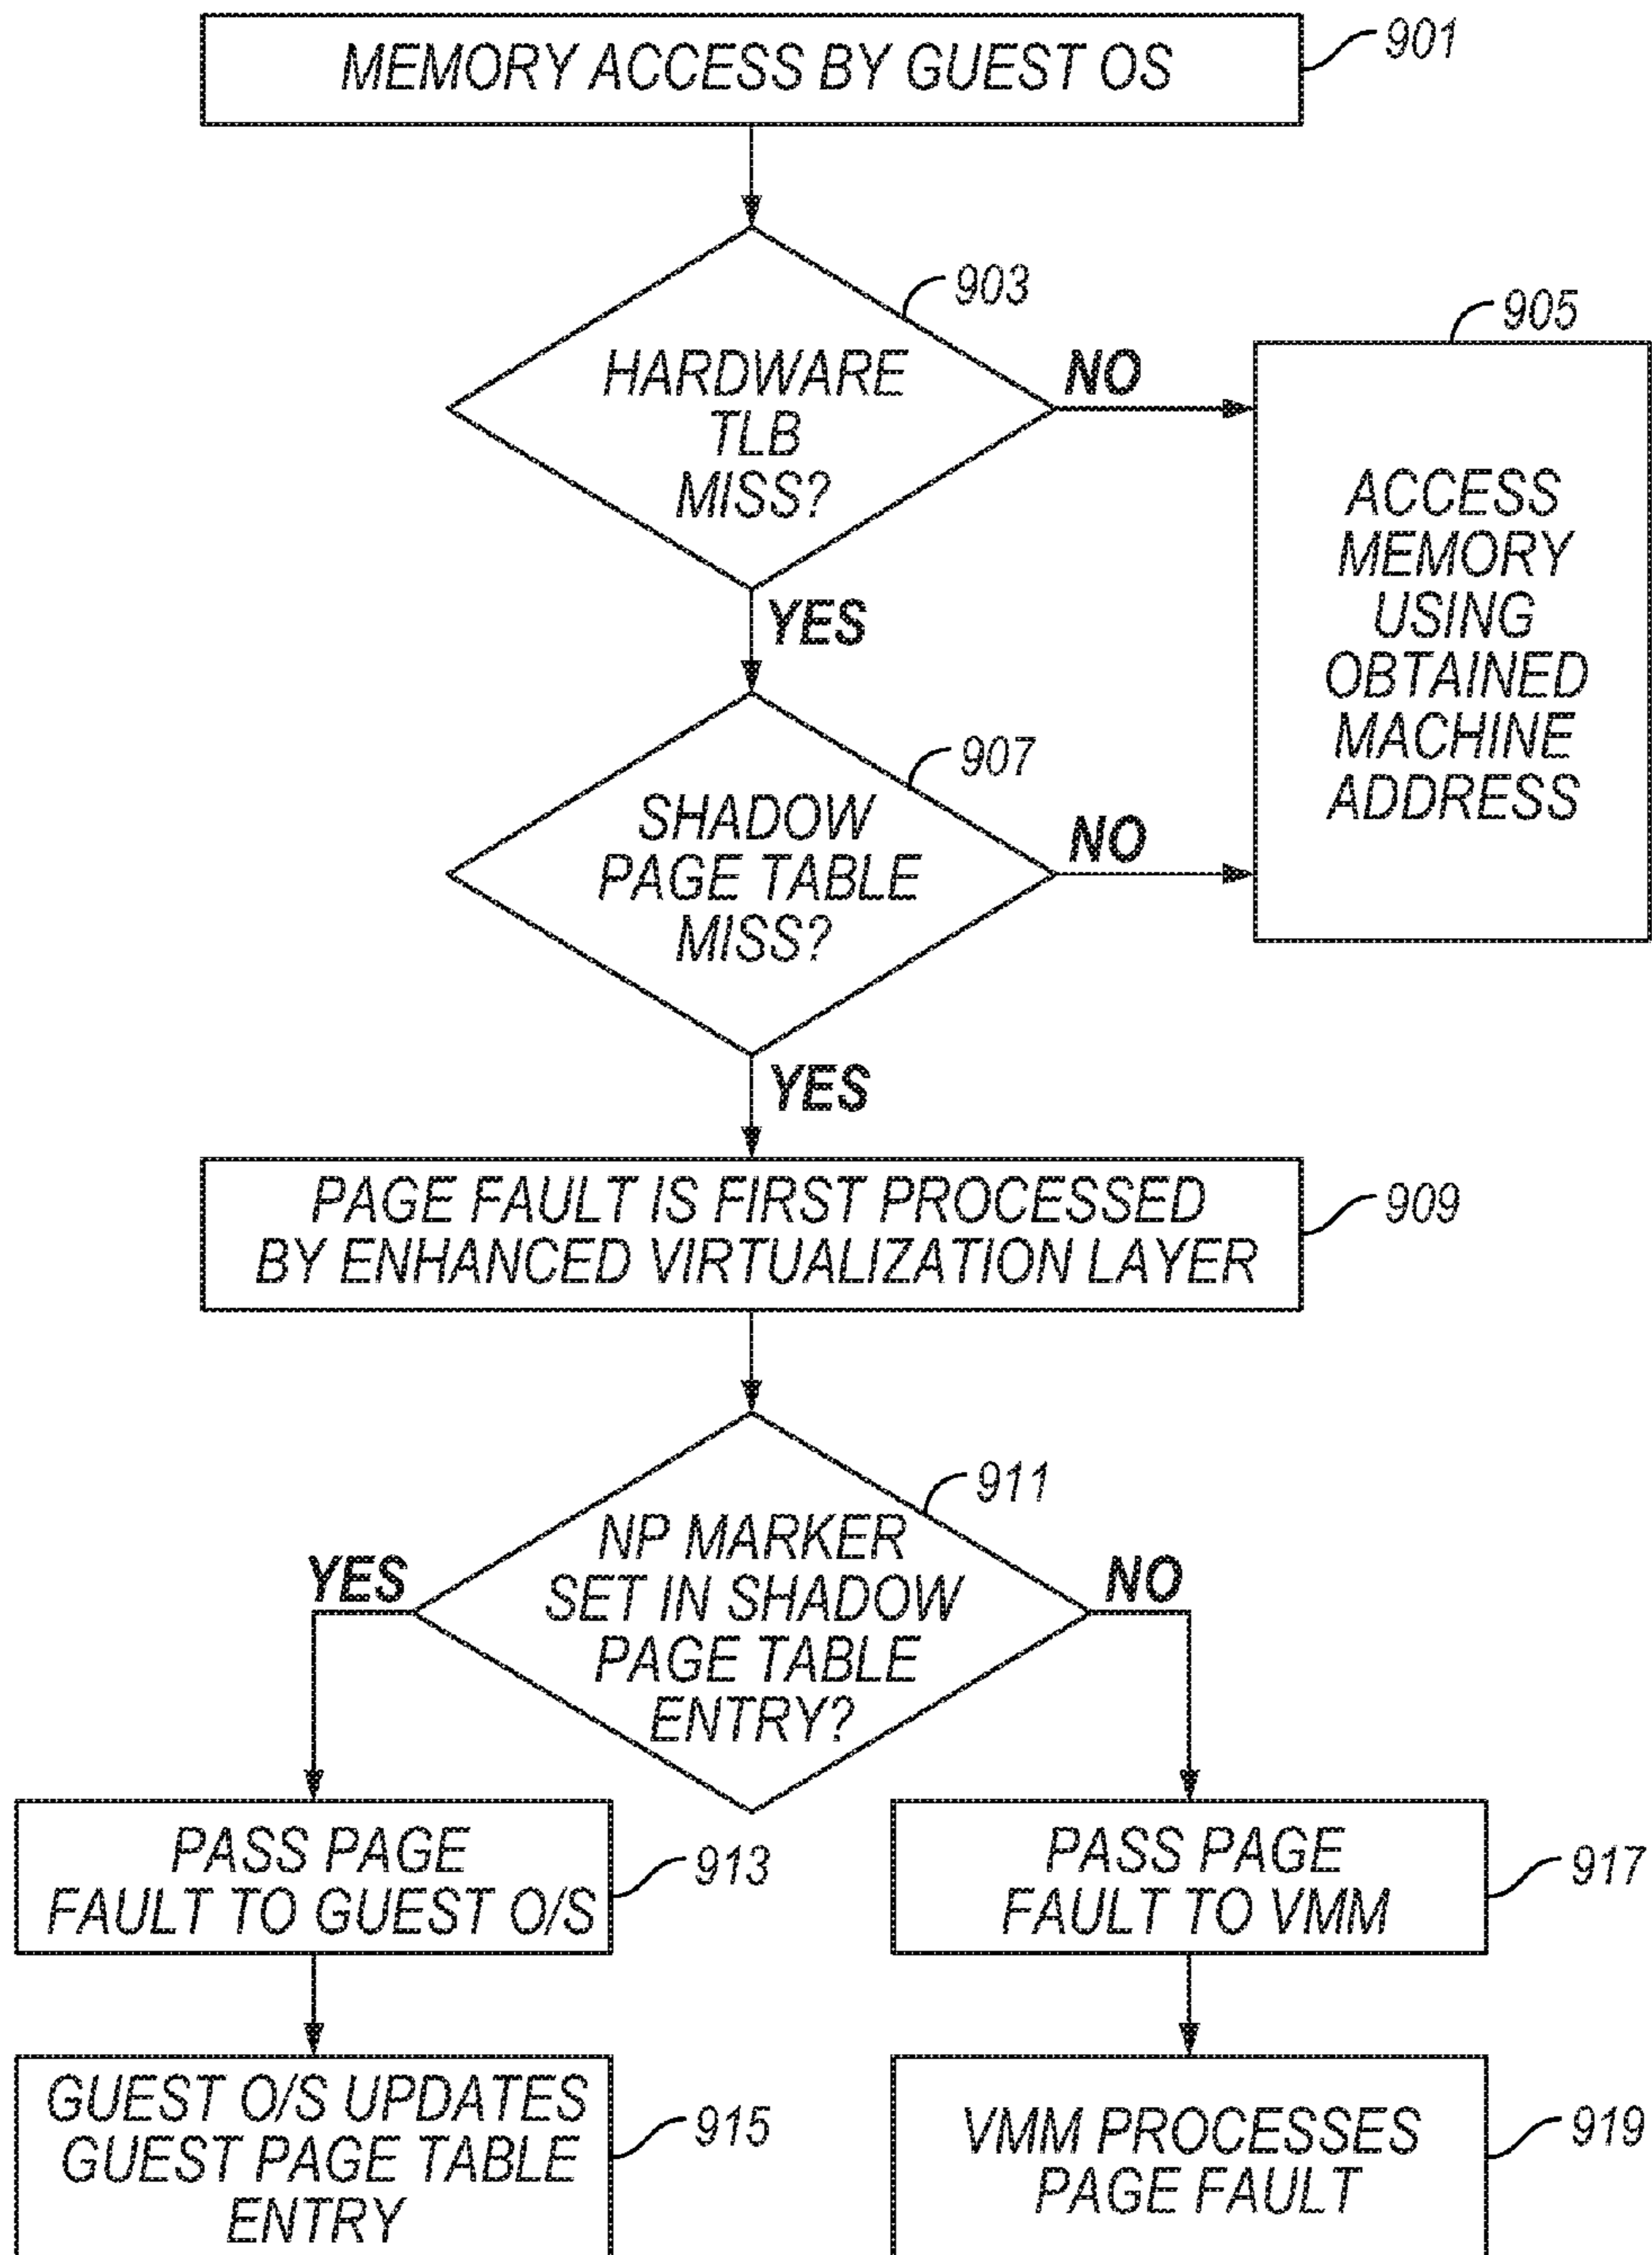 MEMORY ACCESS BY GUEST OS
901
903
HARDWARE
TLB
MISS?
NO
905
ACCESS
MEMORY
USING
OBTAINED
MACHINE
ADDRESS
YES
907
SHADOW
PAGE TABLE
MISS?
NO
YES
PAGE FAULT IS FIRST PROCESSED
BY ENHANCED VIRTUALIZATION LAYER
909
911
NP MARKER
SET IN SHADOW
PAGE TABLE
ENTRY?
YES
NO
PASS PAGE
FAULT TO GUEST O/S
913
PASS PAGE
FAULT TO VMM
917
GUEST O/S UPDATES
GUEST PAGE TABLE
ENTRY
915
VMM PROCESSES
PAGE FAULT
919